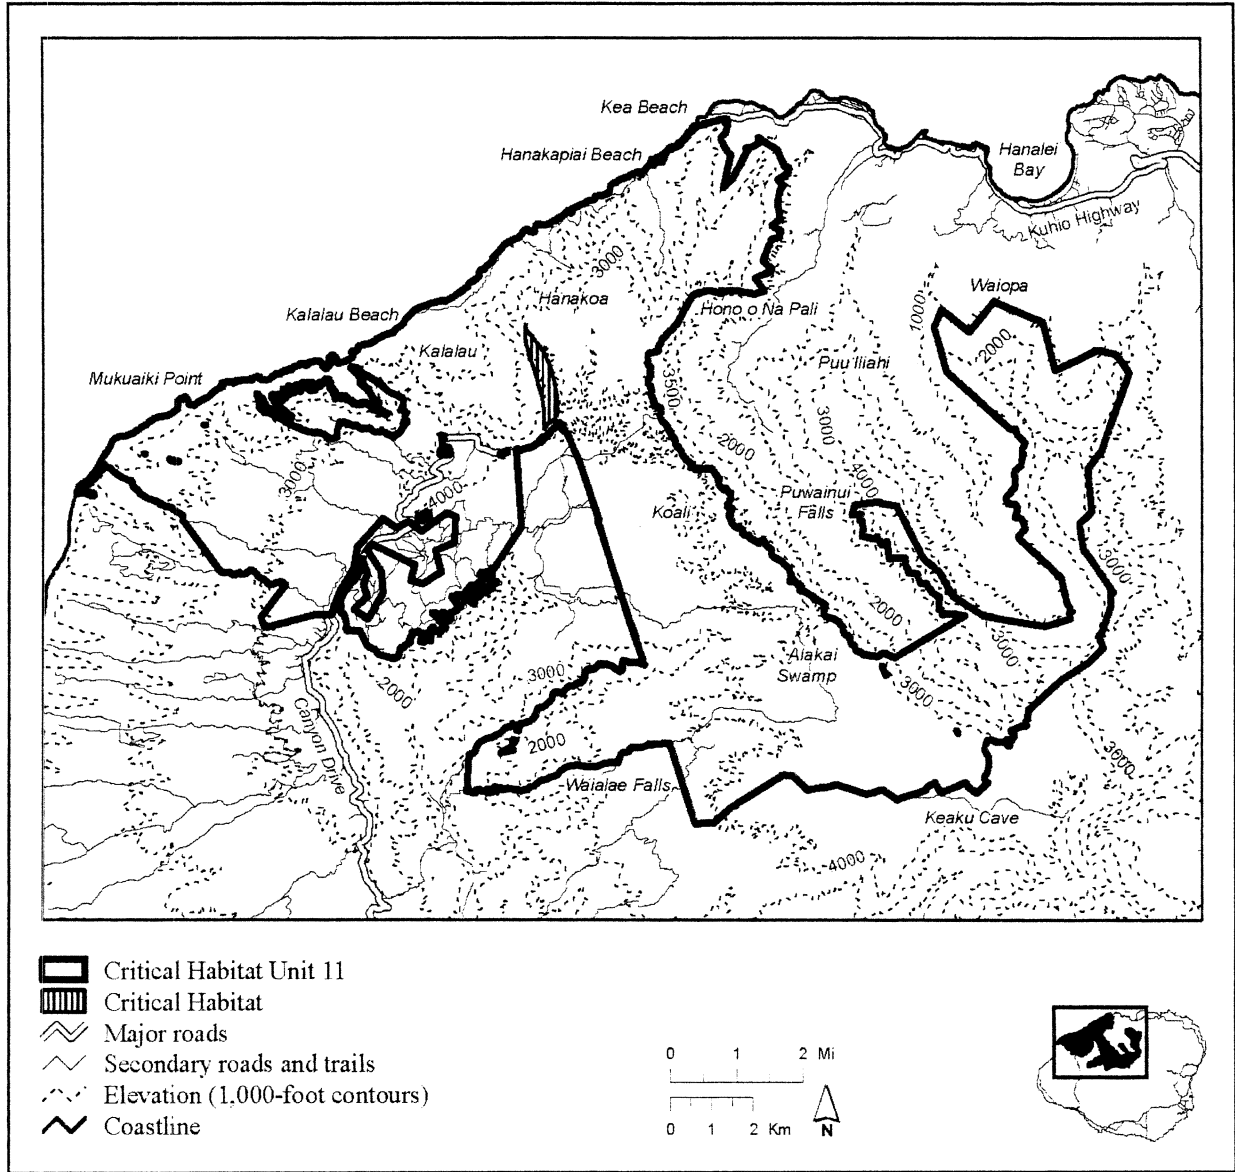 Kea Beach
Hanakapiai Beach
Hanalei
Bay
Kuhio Highway
3000
Hanakoa
Waiopa
Kalalau Beach
Hono o Na Pali
1000
Kalalau
2000
Puu Iliahi
Mukuaiki Point
3500
3000
2000
3000
4000
4000
Puwainui
Falls
Koali
3000
2000
3000
Alakai
Swamp
3000
2000
3000
Canyon Drive
2000
3000
Waialae Falls
Keaku Cave
4000
Critical Habitat Unit 11
Critical Habitat
Major roads
Secondary roads and trails
Elevation (1,000-foot contours)
Coastline
0 1 2 Mi
0 1 2 Km
N